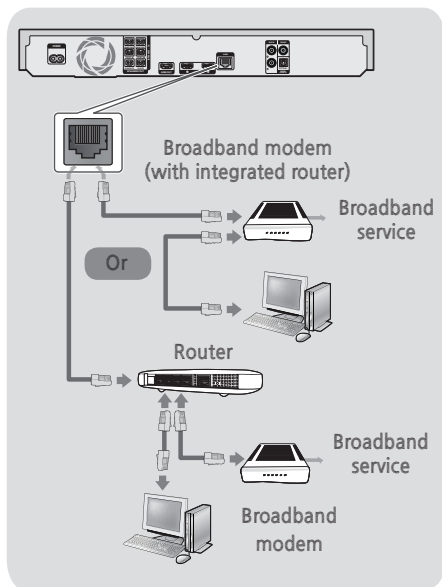 Broadband modem
(with integrated router)
Broadband
service
Or
Router
Broadband
service
Broadband
modem